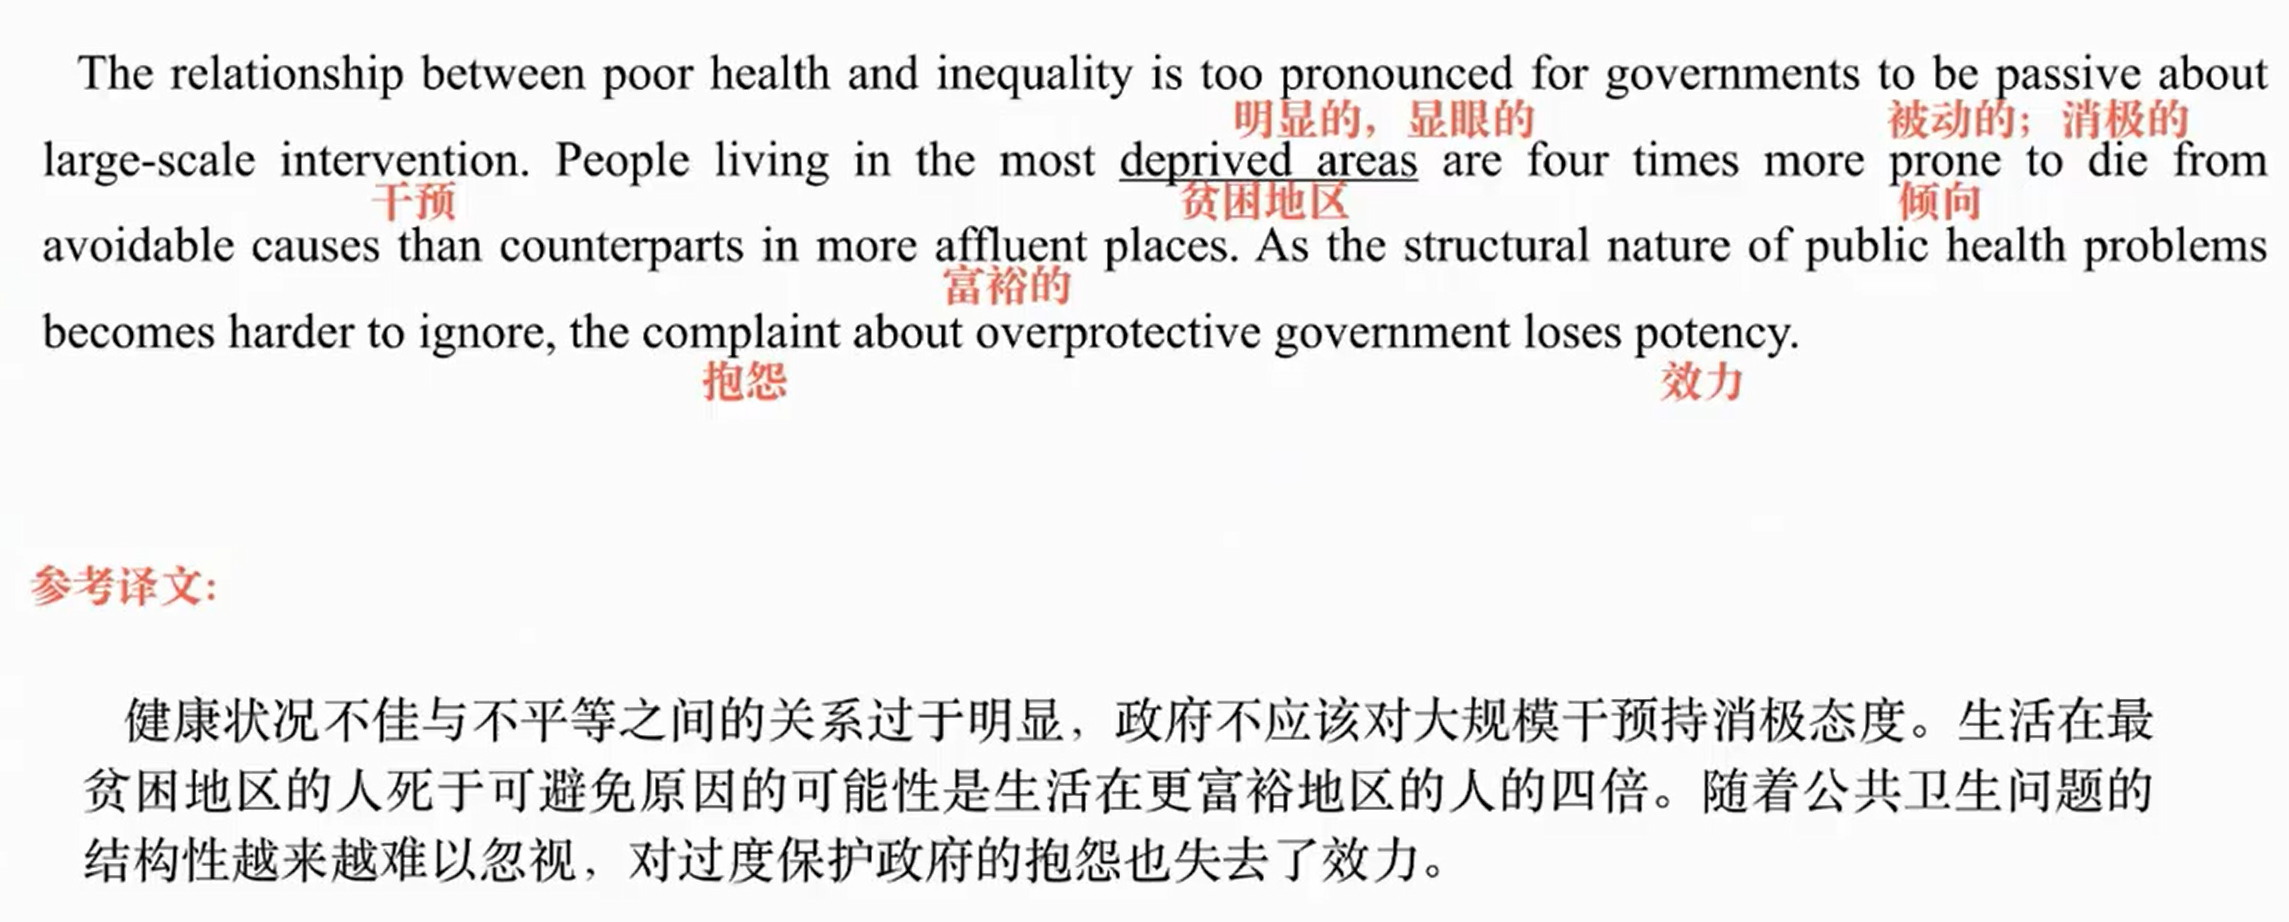 The relationship between poor health and inequality is too pronounced for governments to be passive about
明显的，显眼的 被动的；消极的
large-scale intervention. People living in the most deprived areas are four times more prone to die from
干预 贫困地区 倾向
avoidable causes than counterparts in more affluent places. As the structural nature of public health problems
富裕的
becomes harder to ignore, the complaint about overprotective government loses potency.
抱怨 效力
参考译文:
健康状况不佳与不平等之间的关系过于明显，政府不应该对大规模干预持消极态度。生活在最
贫困地区的人死于可避免原因的可能性是生活在更富裕地区的人的四倍。随着公共卫生问题的
结构性越来越难以忽视，对过度保护政府的抱怨也失去了效力。